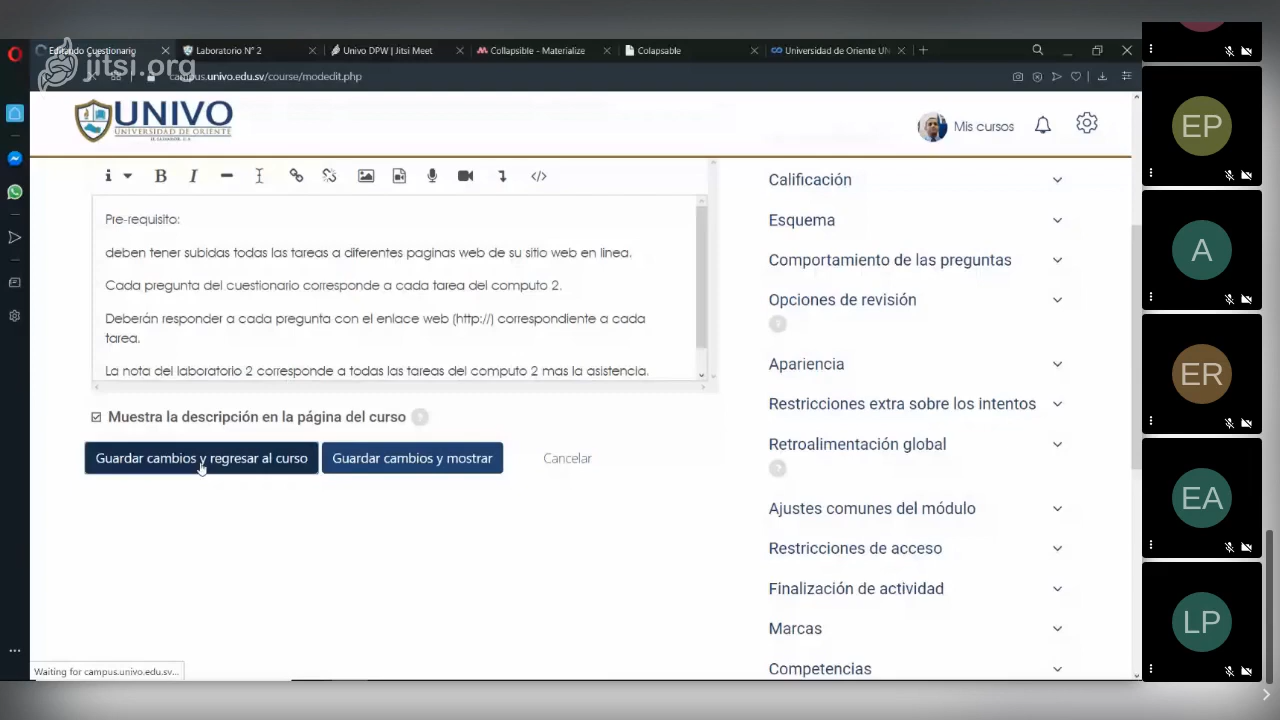 Editando Cuestionario
Laboratorio N° 2
Univo DPW | Jitsi Meet
Collapsible - Materialize
Colapsable
Universidad de Oriente UN
jitsi.org
campus.univo.edu.sv/course/modedit.php
UNIVO
UNIVERSIDAD DE ORIENTE
Mis cursos
Pre-requisito:
deben tener subidas todas las tareas a diferentes paginas web de su sitio web en linea.
Cada pregunta del cuestionario corresponde a cada tarea del computo 2.
Deberán responder a cada pregunta con el enlace web (http://) correspondiente a cada
tarea.
La nota del laboratorio 2 corresponde a todas las tareas del computo 2 mas la asistencia.
Muestra la descripción en la página del curso
Guardar cambios y regresar al curso
Guardar cambios y mostrar
Cancelar
Calificación
Esquema
Comportamiento de las preguntas
Opciones de revisión
Apariencia
Restricciones extra sobre los intentos
Retroalimentación global
Ajustes comunes del módulo
Restricciones de acceso
Finalización de actividad
Marcas
Competencias
Waiting for campus.univo.edu.sv...
EP
A
ER
EA
LP